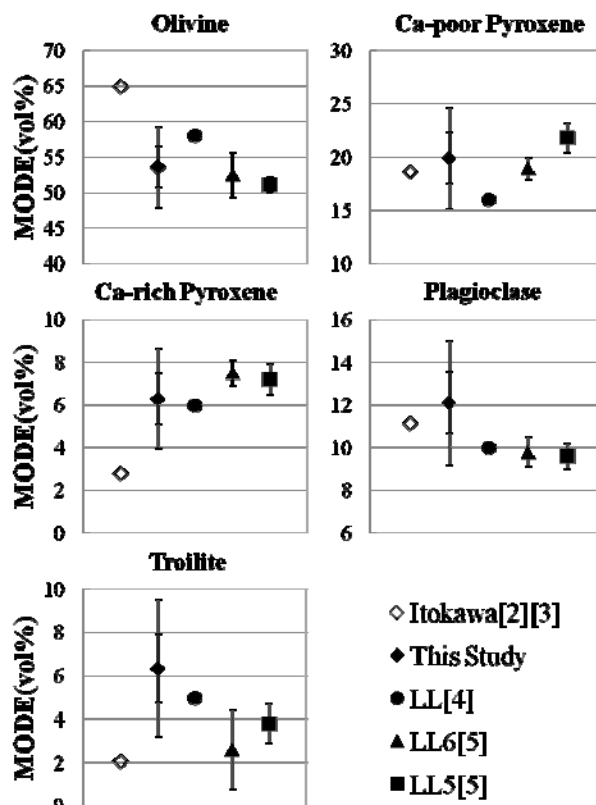 Olivine
Ca-poor Pyroxene
MODE(vol%)
70
65
60
55
50
45
40
30
25
20
15
10
Ca-rich Pyroxene
Plagioclase
MODE(vol%)
10
8
6
4
2
0
16
14
12
10
8
6
Troilite
MODE(vol%)
10
8
6
4
2
0
Itokawa[2][3]
This Study
LL[4]
LL6[5]
LL5[5]